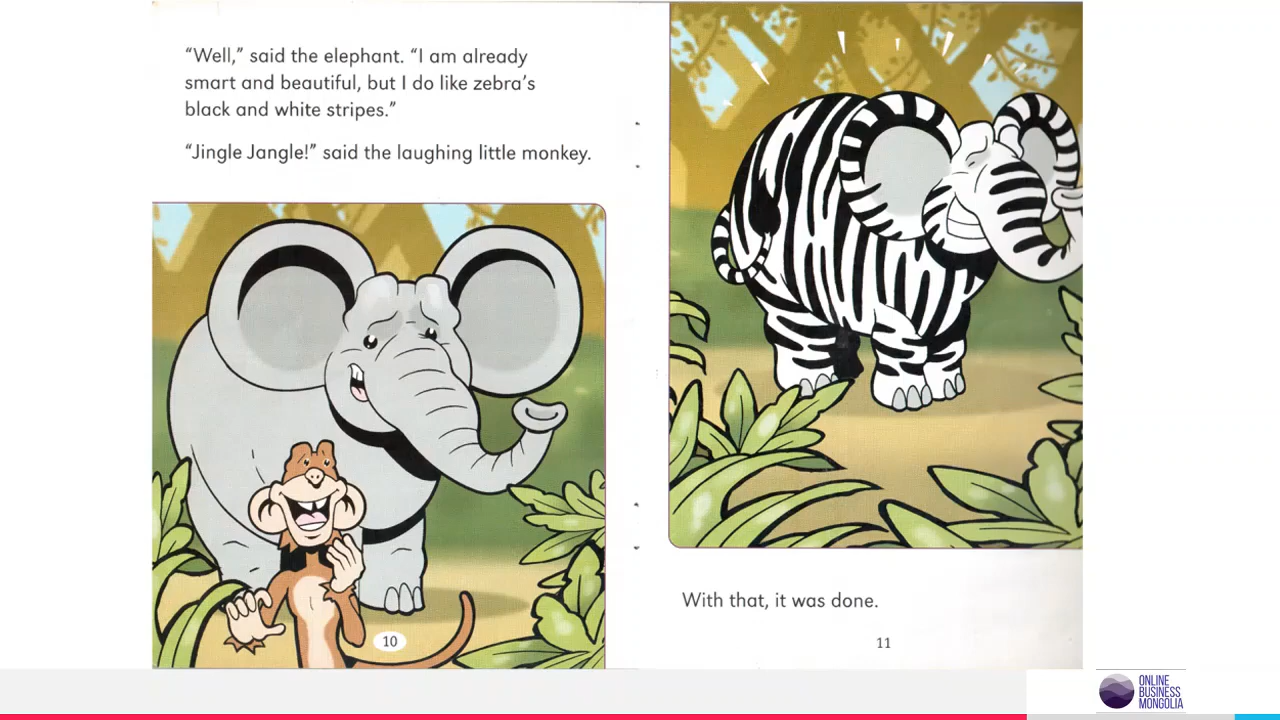 “Well,” said the elephant. “I am already
smart and beautiful, but I do like zebra’s
black and white stripes.”
“Jingle Jangle!” said the laughing little monkey.
10
With that, it was done.
11
ONLINE
BUSINESS
MONGOLIA